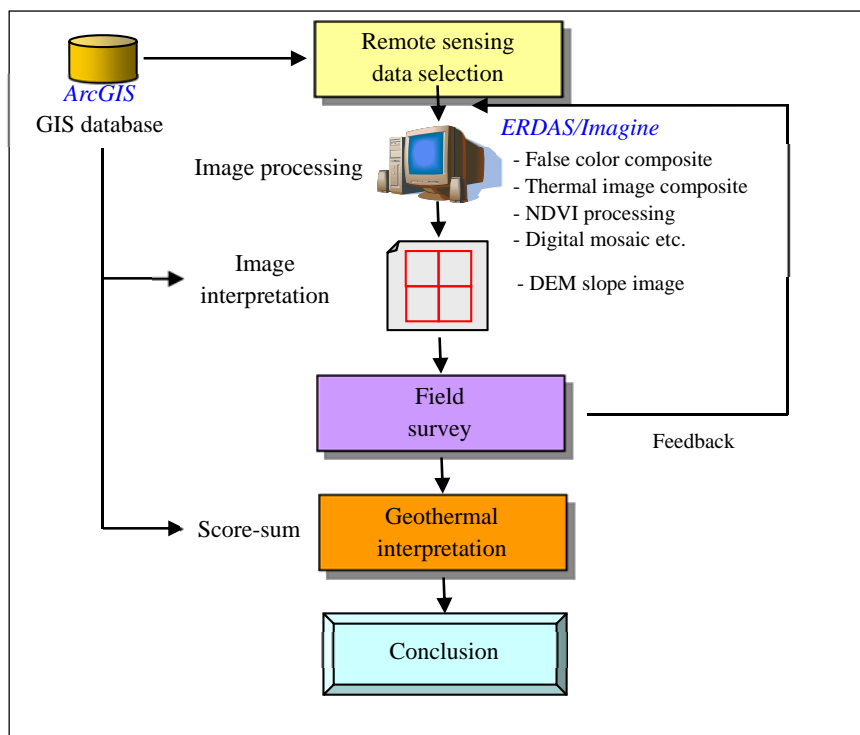 Remote sensing
data selection
ArcGIS
GIS database
ERDAS/Imagine
Image processing
- False color composite
- Thermal image composite
- NDVI processing
- Digital mosaic etc.
- DEM slope image
Image
interpretation
Field
survey
Feedback
Score-sum
Geothermal
interpretation
Conclusion